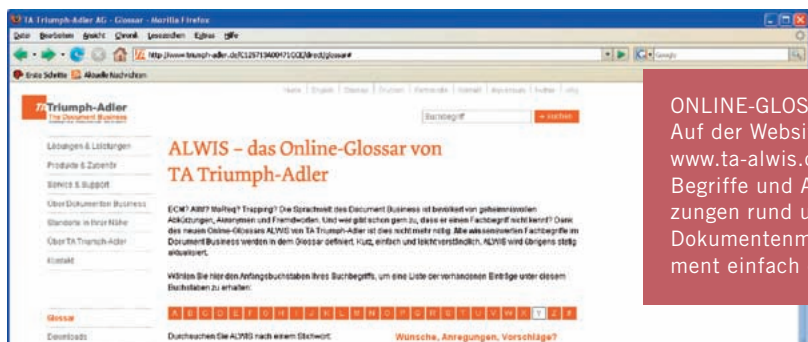 TA Triumph-Adler AG - Glossar - Mozilla Firefox
Datei Bearbeiten Ansicht Chronik Lesezeichen Extras Hilfe
Google
Erste Schritte Aktuelle Nachrichten
Triumph-Adler
The Document Business
Suchbegriff
suchen
Lösungen & Leistungen
Produkte & Zubehör
Service & Support
Über Dokumenten Business
Standorte in Ihrer Nähe
Über TA Triumph-Adler
Kontakt
Glossar
Downloads
ALWIS – das Online-Glossar von
TA Triumph-Adler
ECM? AIIM? MoReq? Trapping? Die Sprachwelt des Document Business ist bevölkert von geheimnisvollen
Abkürzungen, Akronymen und Fremdworten. Und wer gibt schon gern zu, dass er einen Fachbegriff nicht kennt? Dank
des neuen Online-Glossars ALWIS von TA Triumph-Adler ist dies nicht mehr nötig. Alle wissenswerten Fachbegriffe im
Document Business werden in dem Glossar definiert. Kurz, einfach und leicht verständlich. ALWIS wird übrigens stetig
aktualisiert.
Wählen Sie hier den Anfangsbuchstaben Ihres Suchbegriffs, um eine Liste der vorhandenen Einträge unter diesem
Buchstaben zu erhalten:
A B C D E F G H I J K L M N O P Q R S T U V W X Y Z #
Durchsuchen Sie ALWIS nach einem Stichwort:
Wünsche, Anregungen, Vorschläge?
ONLINE-GLOS
Auf der Websi
www.ta-alwis.
Begriffe und A
zungen rund u
Dokumentenm
ment einfach